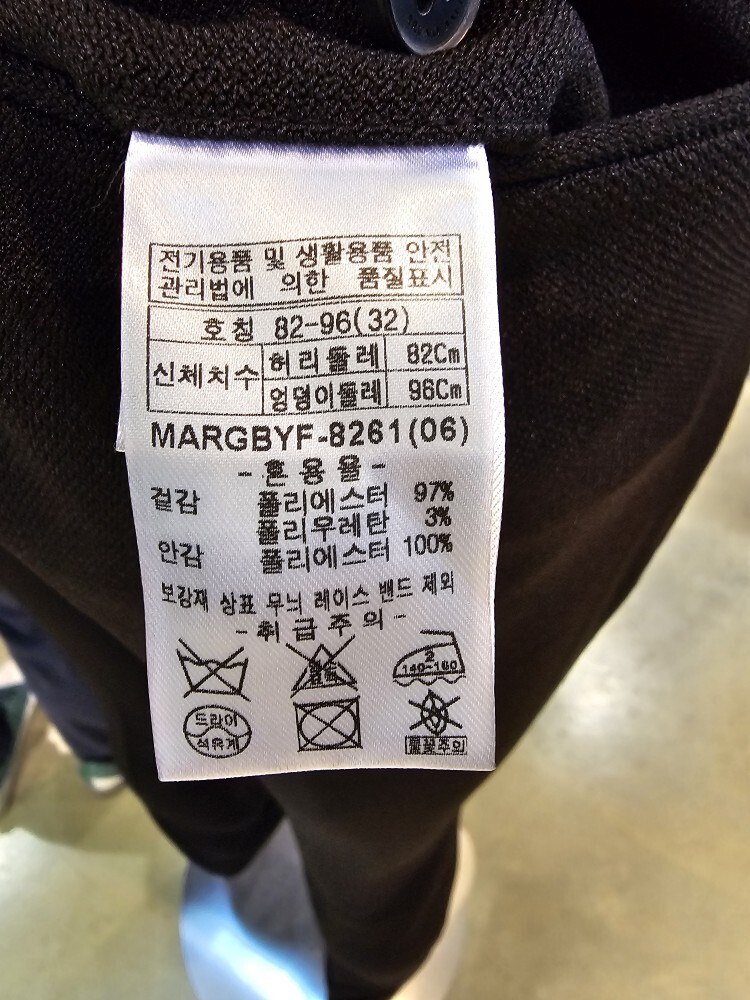 전기용품 및 생활용품 안전
관리법에 의한 품질표시
호칭 82-96(32)
신체치수 허리둘레 82Cm
엉덩이둘레 96Cm
MARGBYF-8261(06)
-혼용율-
겉감 폴리에스터 97%
폴리우레탄 3%
안감 폴리에스터 100%
보강재 상표 무늬 레이스 밴드 제외
-취급주의-
2
140~160
드라이
석유계
불꽃주의